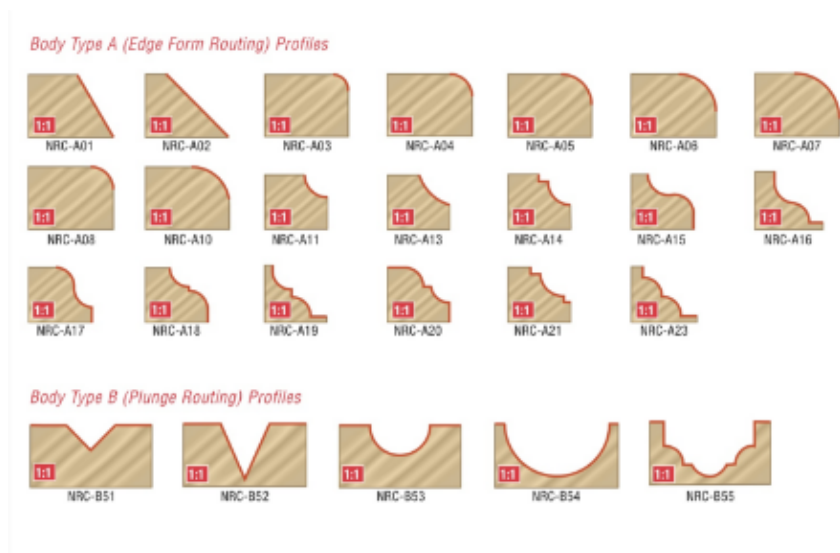 Body Type A (Edge Form Routing) Profiles
1:1 1:1 1:1 1:1 1:1 1:1 1:1
NRC-A01 NRC-A02 NRC-A03 NRC-A04 NRC-A05 NRC-A06 NRC-A07
1:1 1:1 1:1 1:1 1:1 1:1 1:1
NRC-A08 NRC-A10 NRC-A11 NRC-A13 NRC-A14 NRC-A15 NRC-A16
1:1 1:1 1:1 1:1 1:1 1:1
NRC-A17 NRC-A18 NRC-A19 NRC-A20 NRC-A21 NRC-A23
Body Type B (Plunge Routing) Profiles
1:1 1:1 1:1 1:1 1:1
NRC-B51 NRC-B52 NRC-B53 NRC-B54 NRC-B55